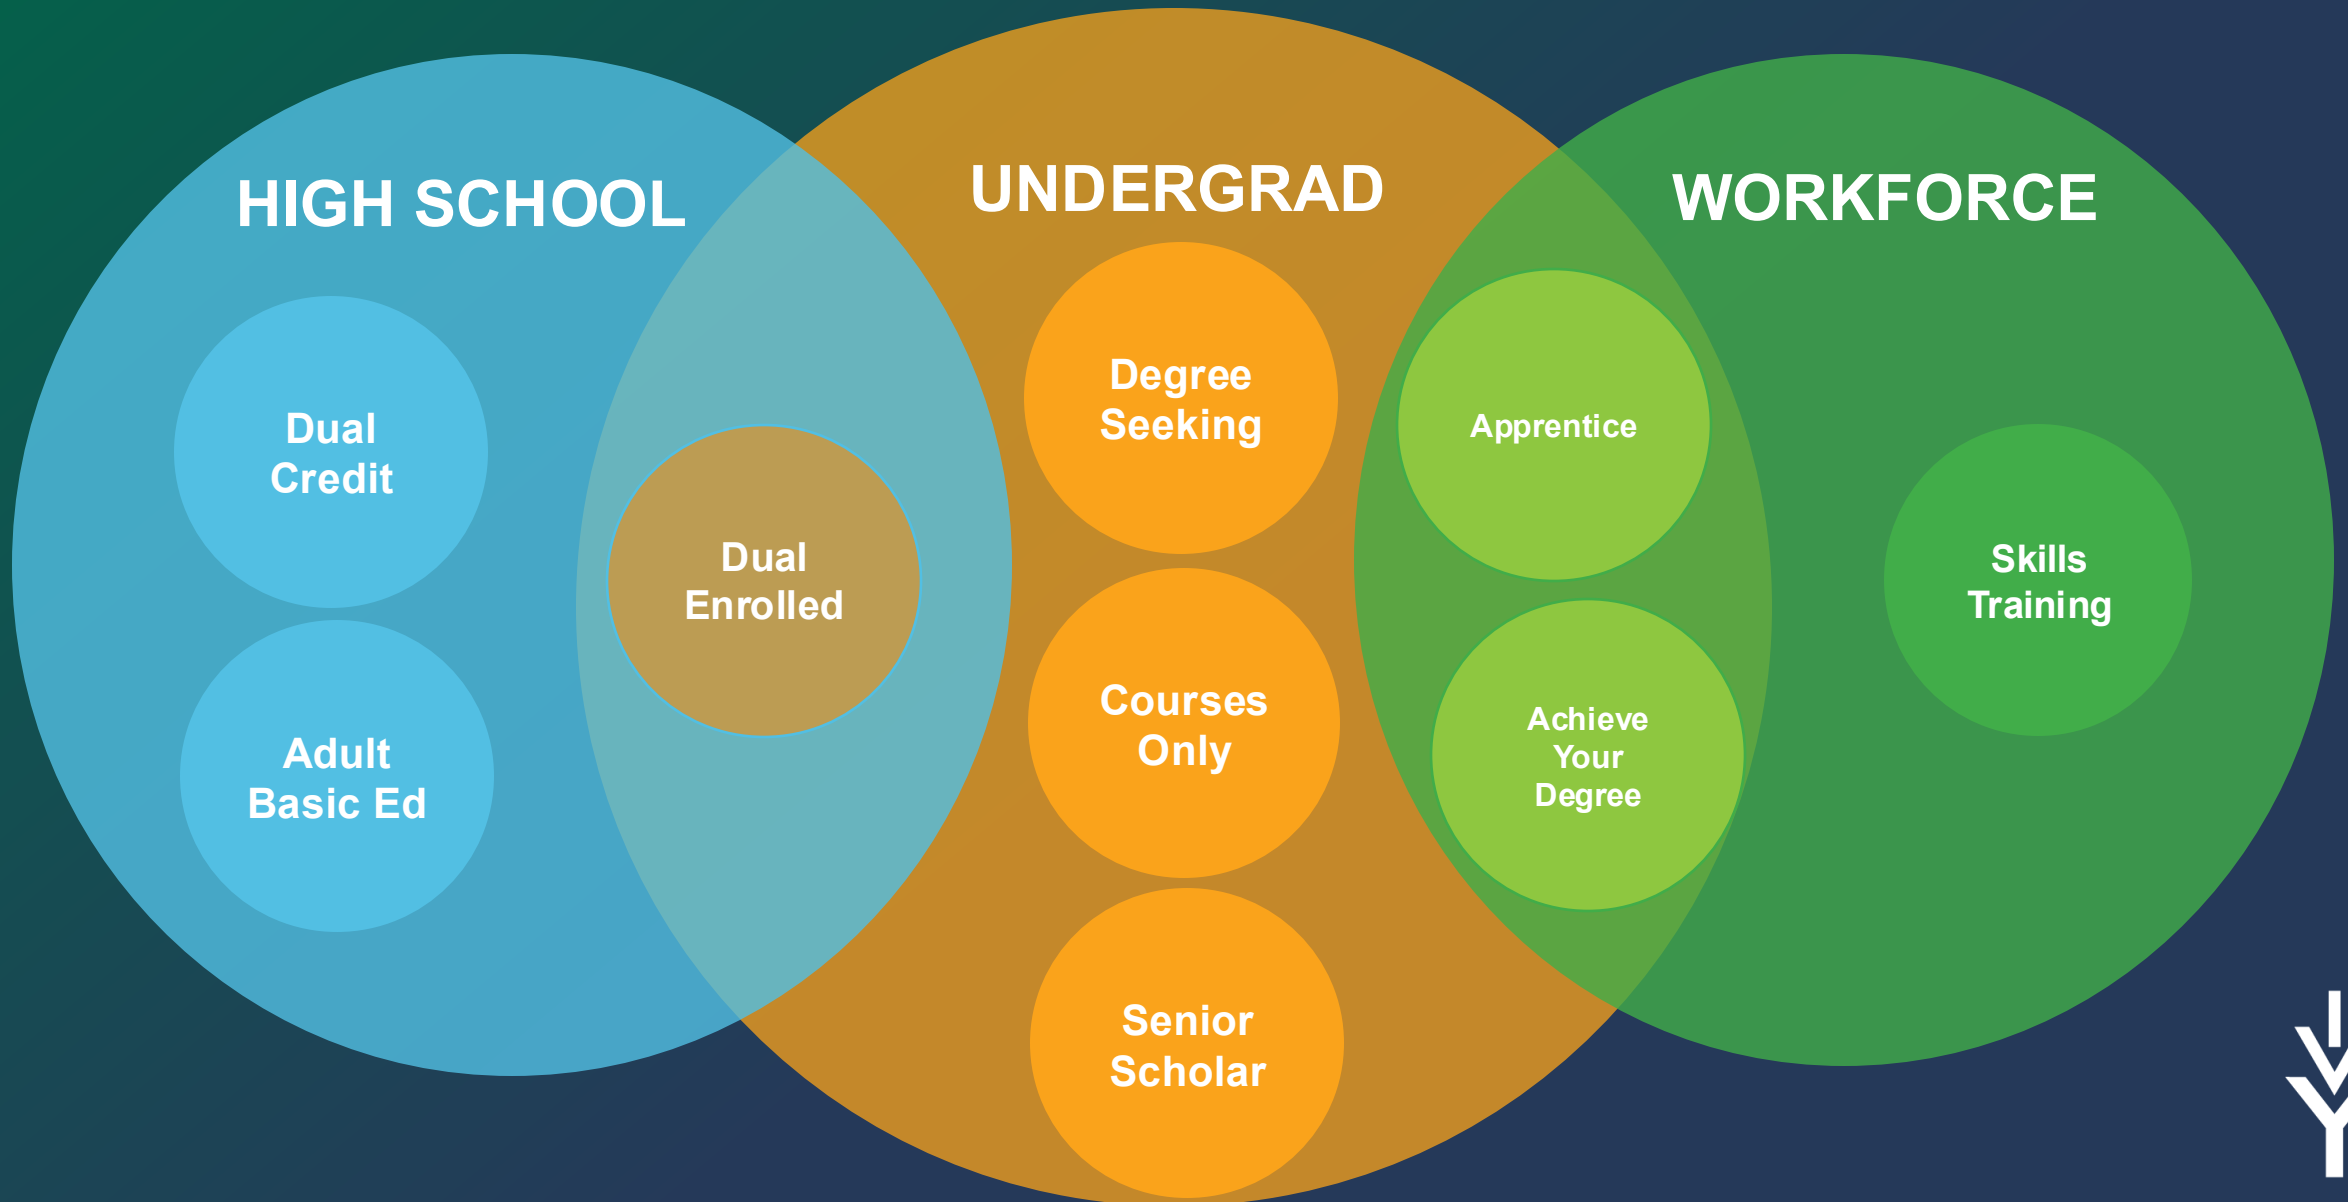 HIGH SCHOOL
Dual
Credit
Adult
Basic Ed
Dual
Enrolled
UNDERGRAD
Degree
Seeking
Courses
Only
Senior
Scholar
Apprentice
Achieve
Your
Degree
WORKFORCE
Skills
Training